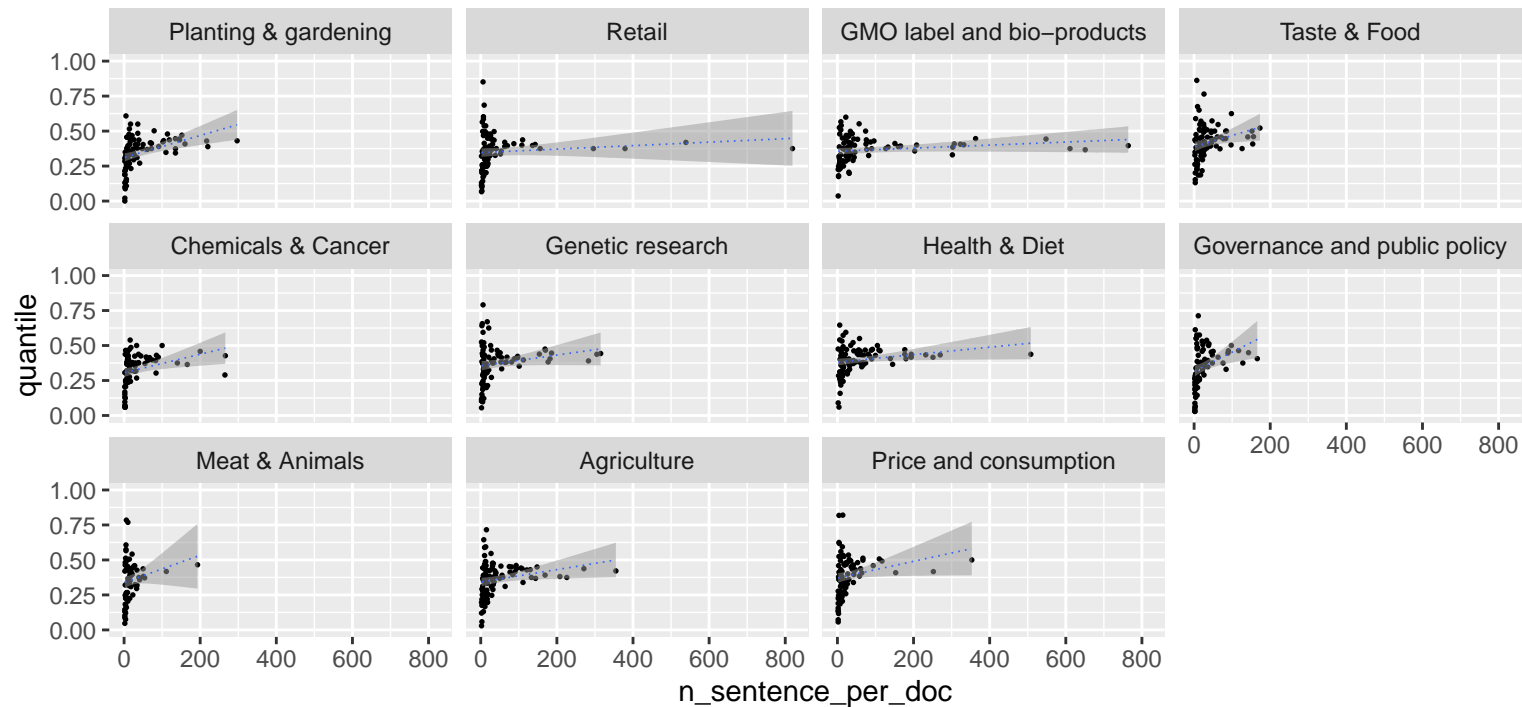 Planting & gardening
Retail
GMO label and bio−products
Taste & Food
1.00
0.75
0.50
0.25
0.00
Chemicals & Cancer
Genetic research
Health & Diet
Governance and public policy
1.00
0.75
0.50
0.25
0.00
0 200 400 600 800
Meat & Animals
Agriculture
Price and consumption
1.00
0.75
0.50
0.25
0.00
0 200 400 600 800
0 200 400 600 800
0 200 400 600 800
n_sentence_per_doc
quantile